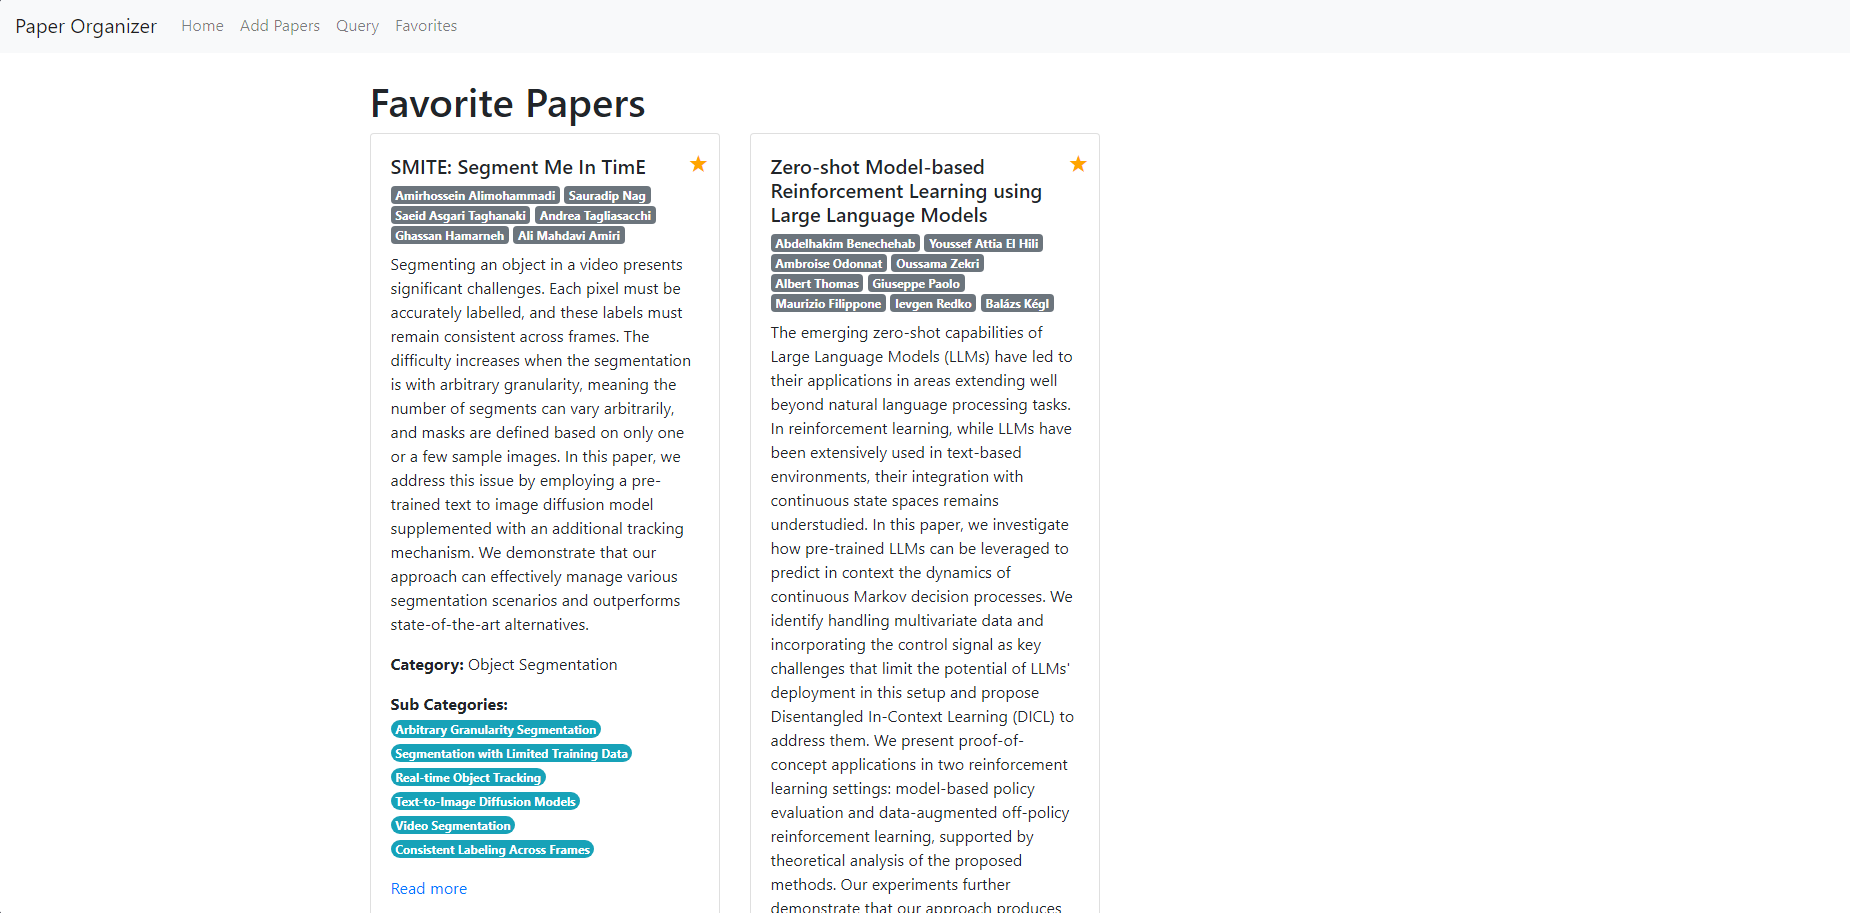 Paper Organizer Home Add Papers Query Favorites
Favorite Papers
SMITE: Segment Me In TimE
Amirhossein Alimohammadi Sauradip Nag
Saeid Asgari Taghanaki Andrea Tagliasacchi
Ghassan Hamarneh Ali Mahdavi Amiri
Segmenting an object in a video presents
significant challenges. Each pixel must be
accurately labelled, and these labels must
remain consistent across frames. The
difficulty increases when the segmentation
is with arbitrary granularity, meaning the
number of segments can vary arbitrarily,
and masks are defined based on only one
or a few sample images. In this paper, we
address this issue by employing a pre-
trained text to image diffusion model
supplemented with an additional tracking
mechanism. We demonstrate that our
approach can effectively manage various
segmentation scenarios and outperforms
state-of-the-art alternatives.
Category: Object Segmentation
Sub Categories:
Arbitrary Granularity Segmentation
Segmentation with Limited Training Data
Real-time Object Tracking
Text-to-Image Diffusion Models
Video Segmentation
Consistent Labeling Across Frames
Read more
Zero-shot Model-based
Reinforcement Learning using
Large Language Models
Abdelhakim Benechehab Youssef Attia El Hili
Ambroise Odonnat Oussama Zekri
Albert Thomas Giuseppe Paolo
Maurizio Filippone Ievgen Redko Balázs Kégl
The emerging zero-shot capabilities of
Large Language Models (LLMs) have led to
their applications in areas extending well
beyond natural language processing tasks.
In reinforcement learning, while LLMs have
been extensively used in text-based
environments, their integration with
continuous state spaces remains
understudied. In this paper, we investigate
how pre-trained LLMs can be leveraged to
predict in context the dynamics of
continuous Markov decision processes. We
identify handling multivariate data and
incorporating the control signal as key
challenges that limit the potential of LLMs'
deployment in this setup and propose
Disentangled In-Context Learning (DICL) to
address them. We present proof-of-
concept applications in two reinforcement
learning settings: model-based policy
evaluation and data-augmented off-policy
reinforcement learning, supported by
theoretical analysis of the proposed
methods. Our experiments further
demonstrate that our approach produces